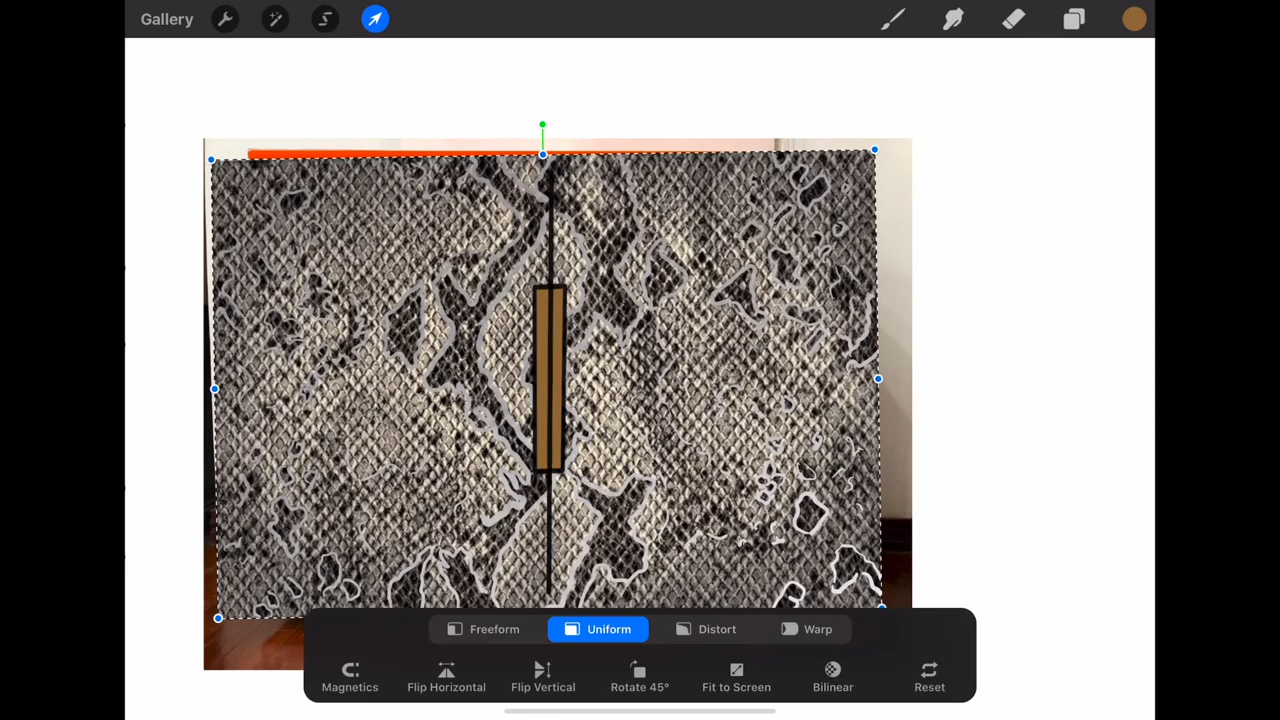 Gallery
Freeform Uniform Distort Warp
Magnetics Flip Horizontal Flip Vertical Rotate 45° Fit to Screen Bilinear Reset